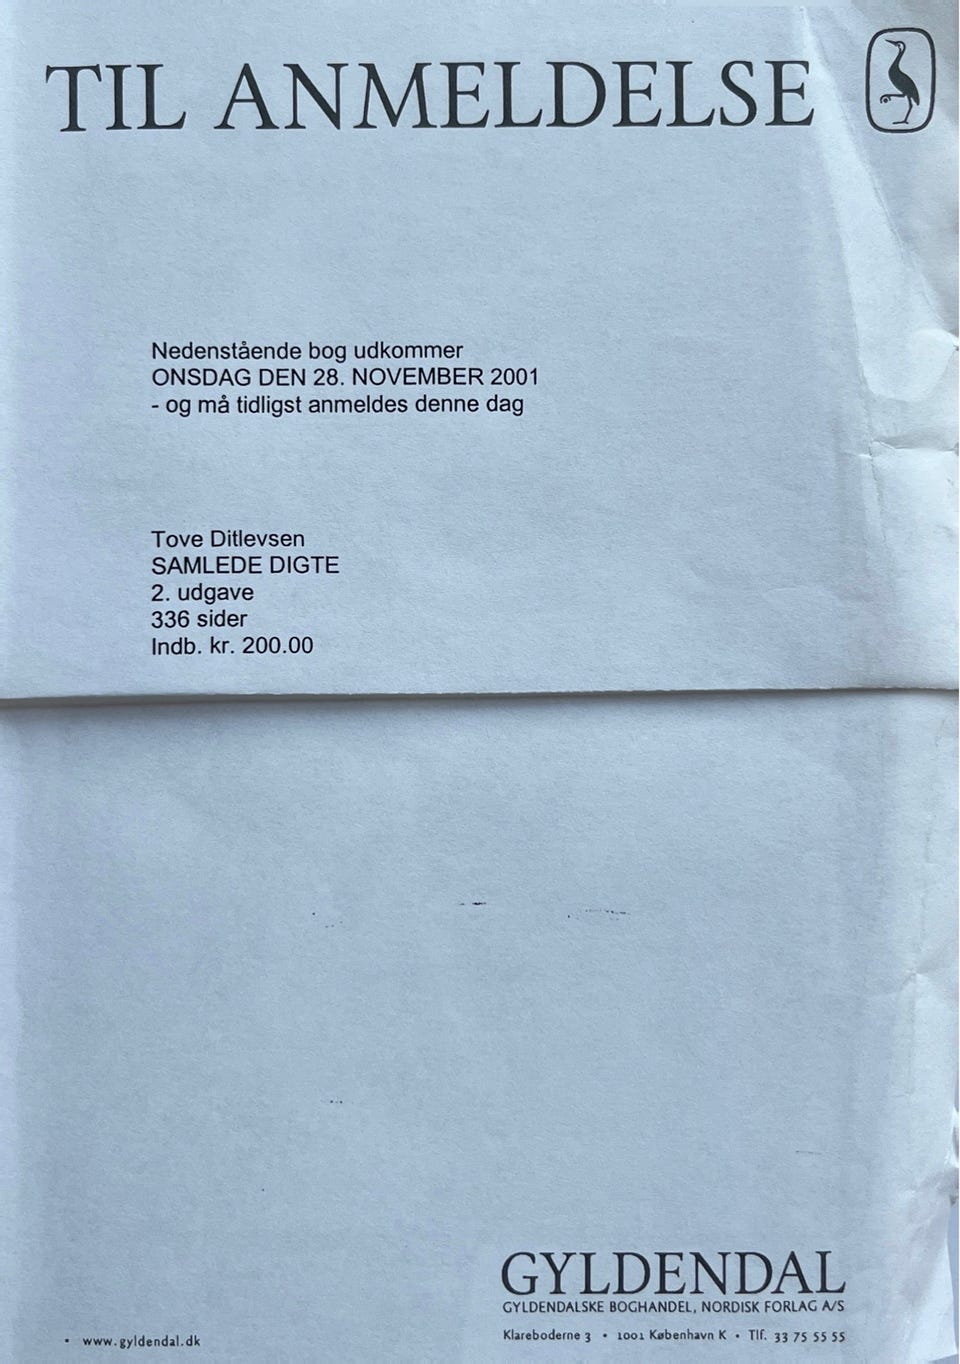 TIL ANMELDELSE
Nedenstående bog udkommer
ONSDAG DEN 28. NOVEMBER 2001
- og må tidligst anmeldes denne dag
Tove Ditlevsen
SAMLEDE DIGTE
2. udgave
336 sider
Indb. kr. 200.00
GYLDENDAL
GYLDENDALSKE BOGHANDEL, NORDISK FORLAG A/S
• www.gyldendal.dk
Klareboderne 3 • 1001 København K • Tlf. 33 75 55 55